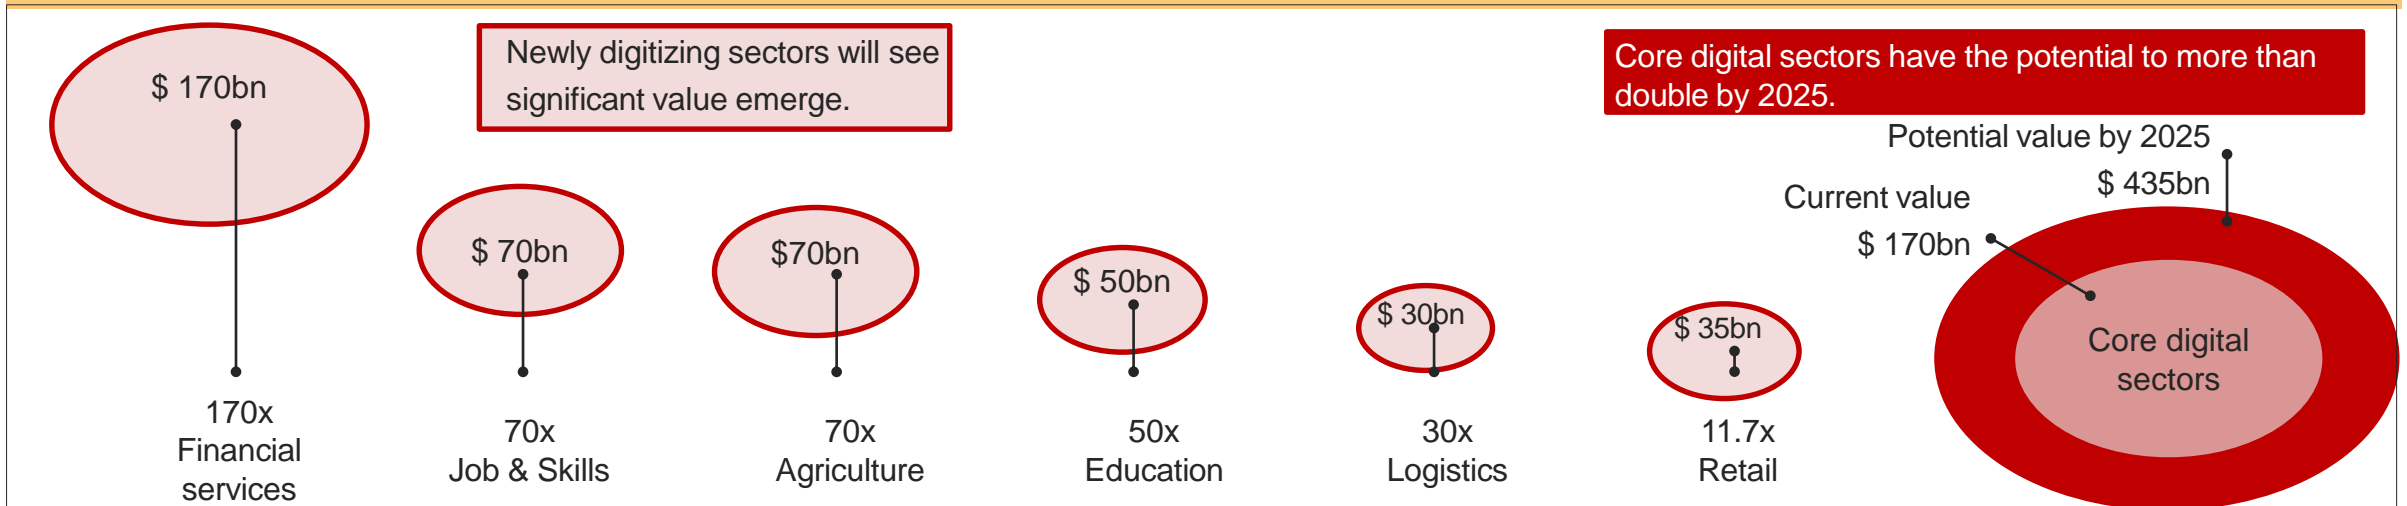 $ 170bn
Newly digitizing sectors will see
significant value emerge.
Core digital sectors have the potential to more than
double by 2025.
Potential value by 2025
$ 435bn
Current value
$ 170bn
$ 70bn
$70bn
$ 50bn
$ 30bn
$ 35bn
Core digital
sectors
170x
Financial
services
70x
Job & Skills
70x
Agriculture
50x
Education
30x
Logistics
11.7x
Retail